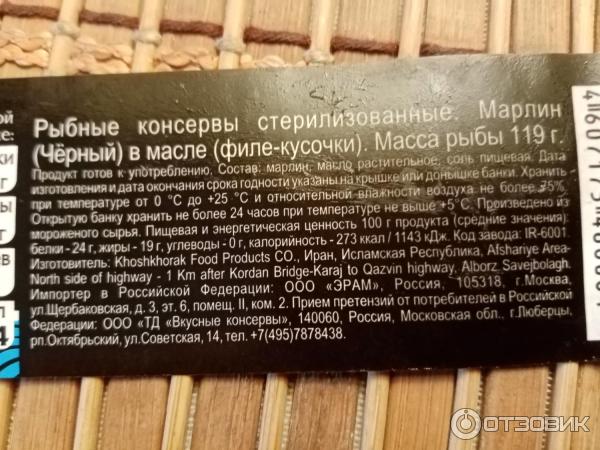 ой
е:
ки
г
ы
г
ев
п
4
Рыбные консервы стерилизованные. Марлин
(Чёрный) в масле (филе-кусочки). Масса рыбы 119 г.
Продукт готов к употреблению. Состав: марлин, масло растительное, соль пищевая. Дата
изготовления и дата окончания срока годности указаны на крышке или донышке банки. Хранить
при температуре от 0 °С до +25 °С и относительной влажности воздуха не более 75%.
Открытую банку хранить не более 24 часов при температуре не выше +5°С. Произведено из
мороженого сырья. Пищевая и энергетическая ценность 100 г продукта (средние значения):
белки - 24 г, жиры - 19 г, углеводы - 0 г, калорийность - 273 ккал / 1143 кДж. Код завода: IR-6001.
Изготовитель: Khoshkhorak Food Products CO., Иран, Исламская Республика, Afshariye Area-
North side of highway - 1 Km after Kordan Bridge-Karaj to Qazvin highway, Alborz. Savejbolagh.
Импортер в Российской Федерации: ООО «ЭРАМ», Россия, 105318, г.Москва,
ул.Щербаковская, д.3, эт. 6, помещ. II, ком. 2. Прием претензий от потребителей в Российской
Федерации: ООО «ТД «Вкусные консервы», 140060, Россия, Московская обл., г.Люберцы,
рп.Октябрьский, ул.Советская, 14, тел.+7(495)7878438.
ОТЗОВИК